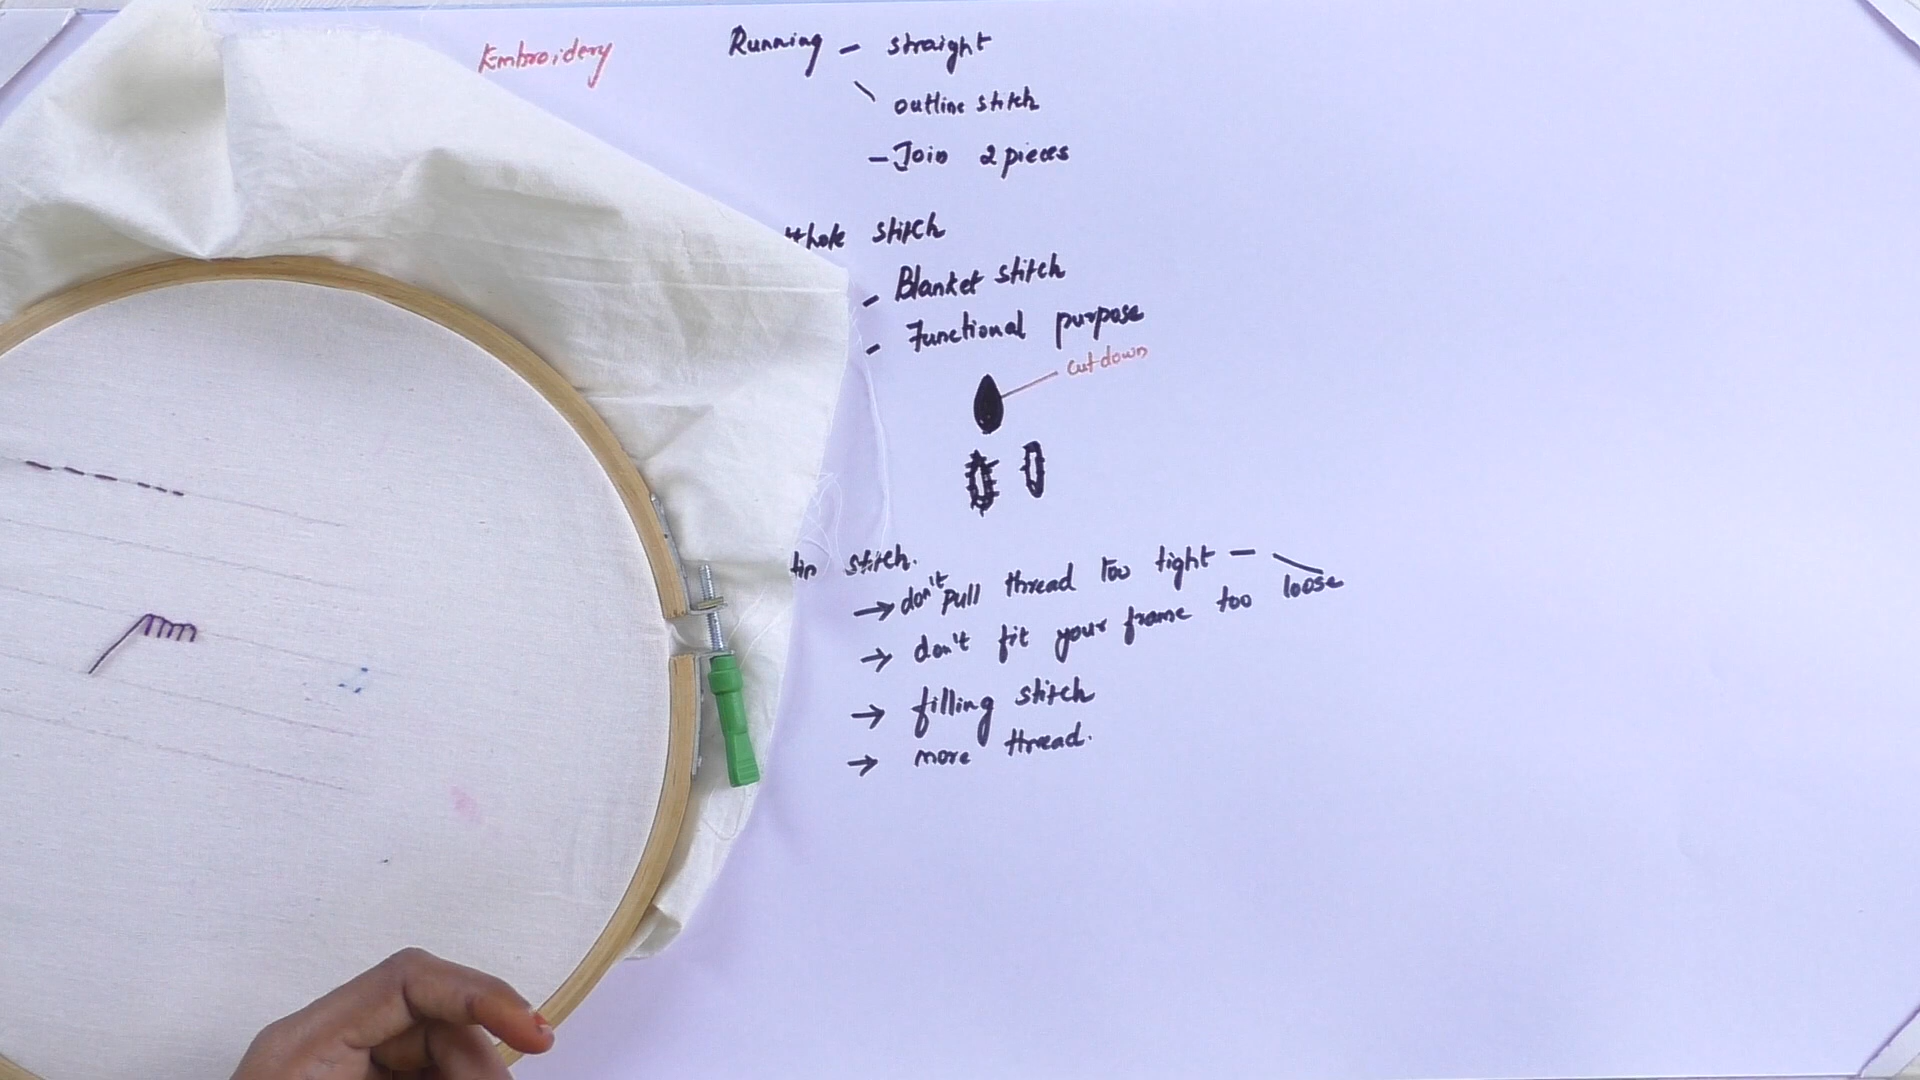 Embroidery
Running - straight
outline stitch
- Join 2 pieces
stitch
- Blanket stitch
- Functional purpose
cut down
stitch.
→ don't pull thread too tight - loose
→ don't fit your frame too
→ filling stitch
→ more thread.